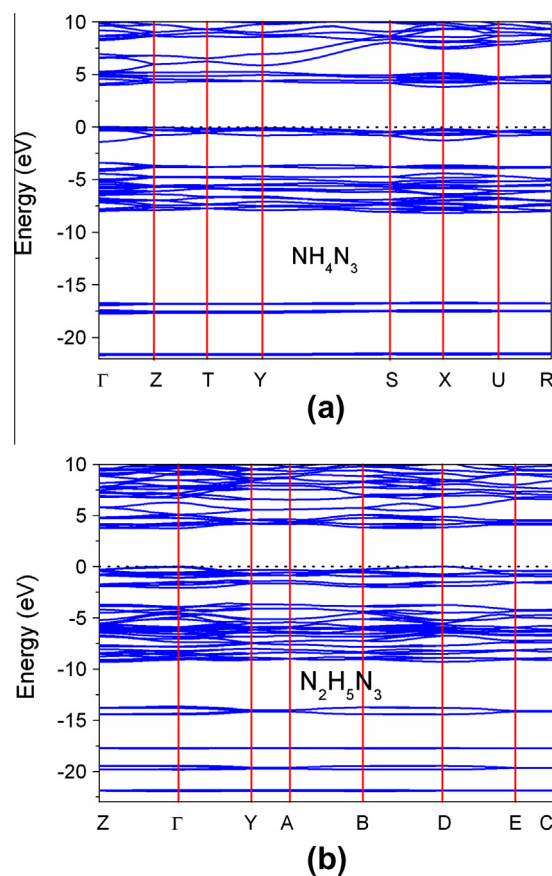 10
5
0
-5
-10
-15
-20
Energy (eV)
NH₄N₃
Γ Z T Y S X U R
(a)
10
5
0
-5
-10
-15
-20
Energy (eV)
N₂H₅N₃
Z Γ Y A B D E C
(b)